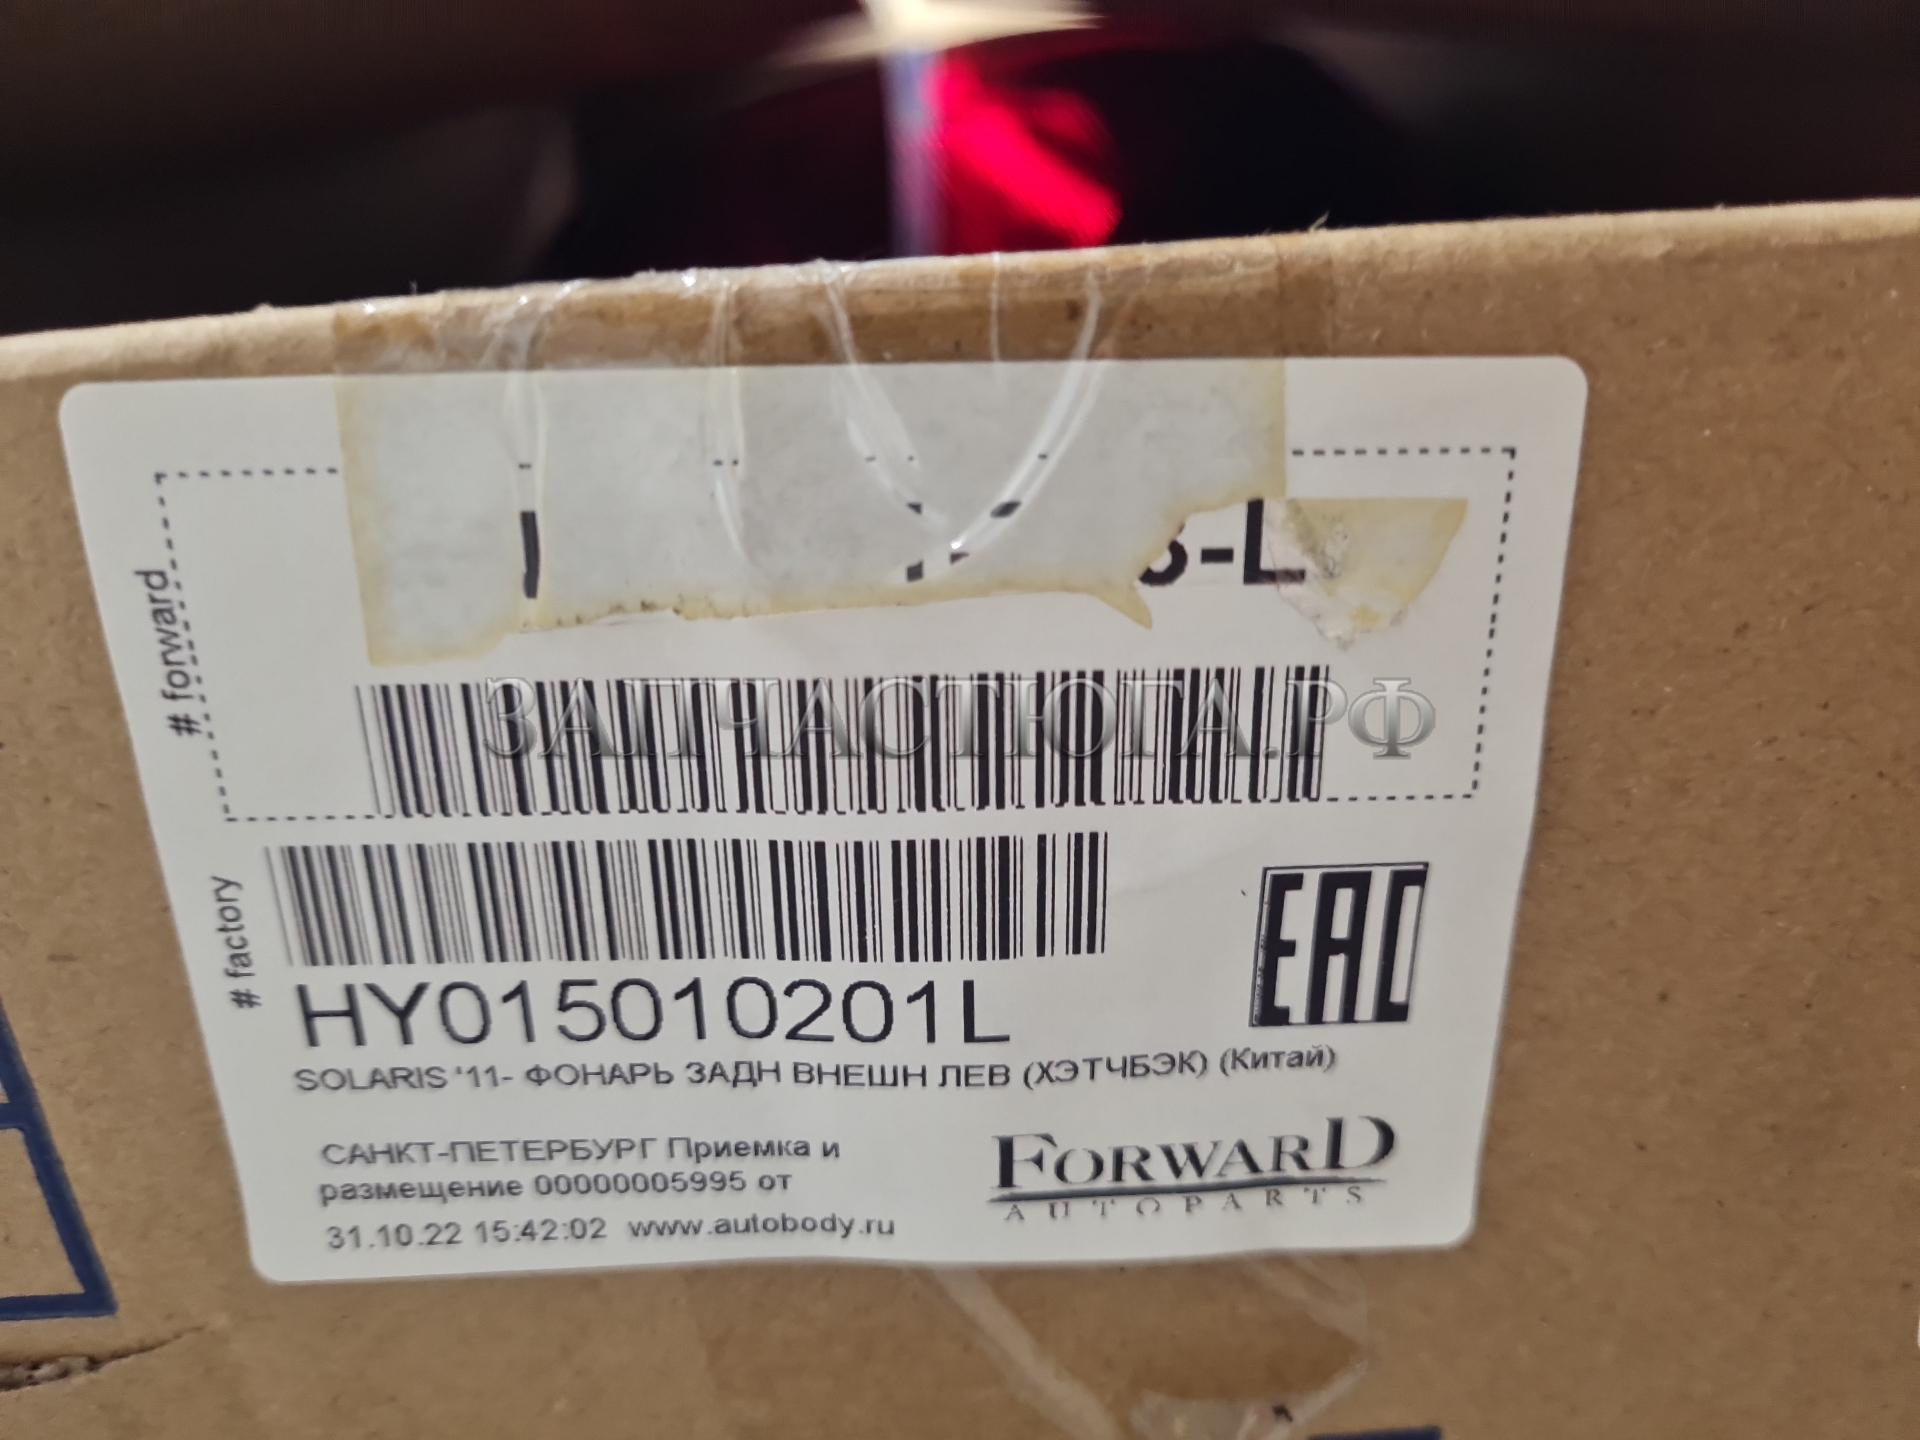 -L
# forward
ЗАПЧАСТЮГА.РФ
# factory
HY015010201L
EAC
SOLARIS '11- ФОНАРЬ ЗАДН ВНЕШН ЛЕВ (ХЭТЧБЭК) (Китай)
САНКТ-ПЕТЕРБУРГ Приемка и
размещение 00000005995 от
31.10.22 15:42:02 www.autobody.ru
FORWARD
AUTOPARTS